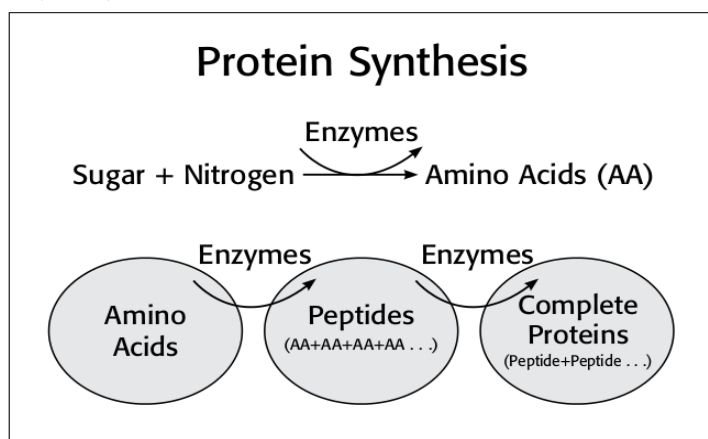 Protein Synthesis
Enzymes
Sugar + Nitrogen
Amino Acids (AA)
Enzymes
Enzymes
Amino
Acids
Peptides
(AA+AA+AA+AA . . .)
Complete
Proteins
(Peptide+Peptide . . .)